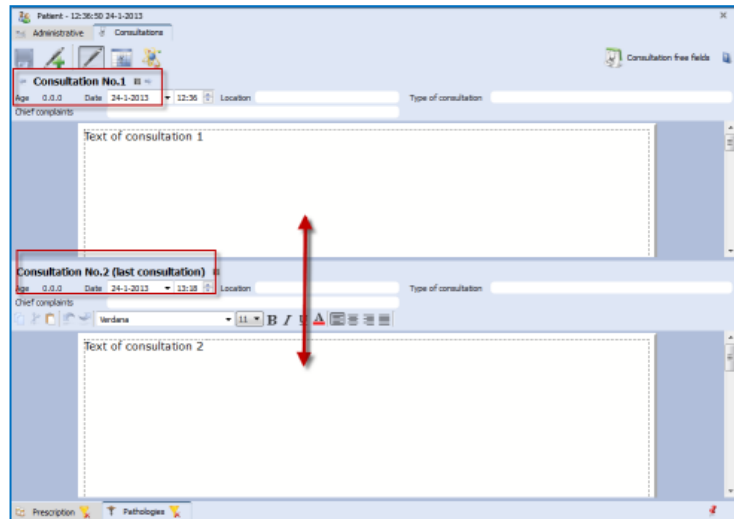 Patient - 12:36:50 24-1-2013
Administrative Consultations
Consultation free fields
Consultation No.1
Age 0.0.0 Date 24-1-2013 12:36 Location Type of consultation
Chief complaints
Text of consultation 1
Consultation No.2 (last consultation)
Age 0.0.0 Date 24-1-2013 13:18 Location Type of consultation
Chief complaints
Verdana 11 B I U A
Text of consultation 2
Prescription Pathologies